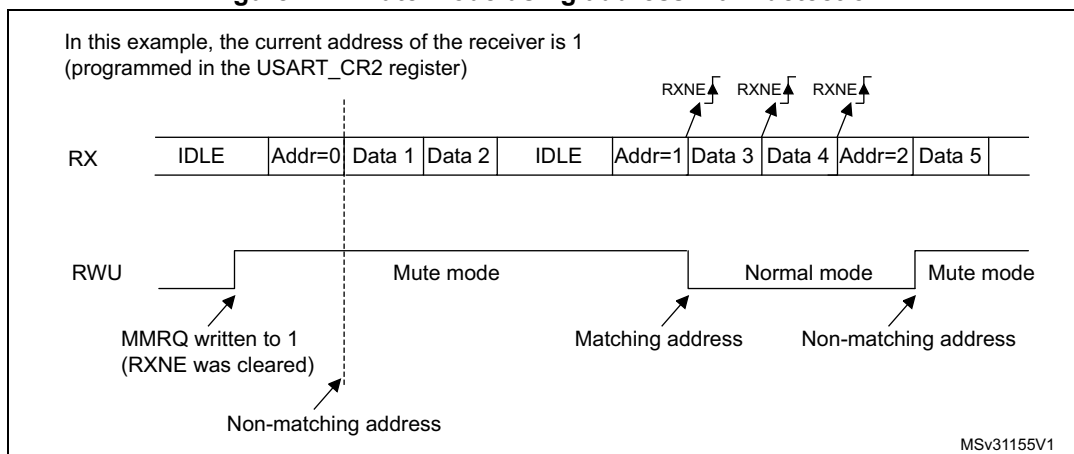 In this example, the current address of the receiver is 1
(programmed in the USART_CR2 register)
RXNE RXNE RXNE
RX IDLE Addr=0 Data 1 Data 2 IDLE Addr=1 Data 3 Data 4 Addr=2 Data 5
RWU Mute mode Normal mode Mute mode
MMRQ written to 1 Matching address Non-matching address
(RXNE was cleared)
Non-matching address
MSv31155V1